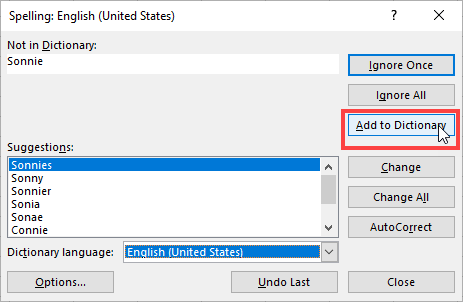 Spelling: English (United States) ? ×
Not in Dictionary:
Sonnie
Ignore Once
Ignore All
Add to Dictionary
Suggestions:
Sonnies
Sonny
Sonnier
Sonia
Sonae
Connie
Change
Change All
AutoCorrect
Dictionary language: English (United States)
Options... Undo Last Close